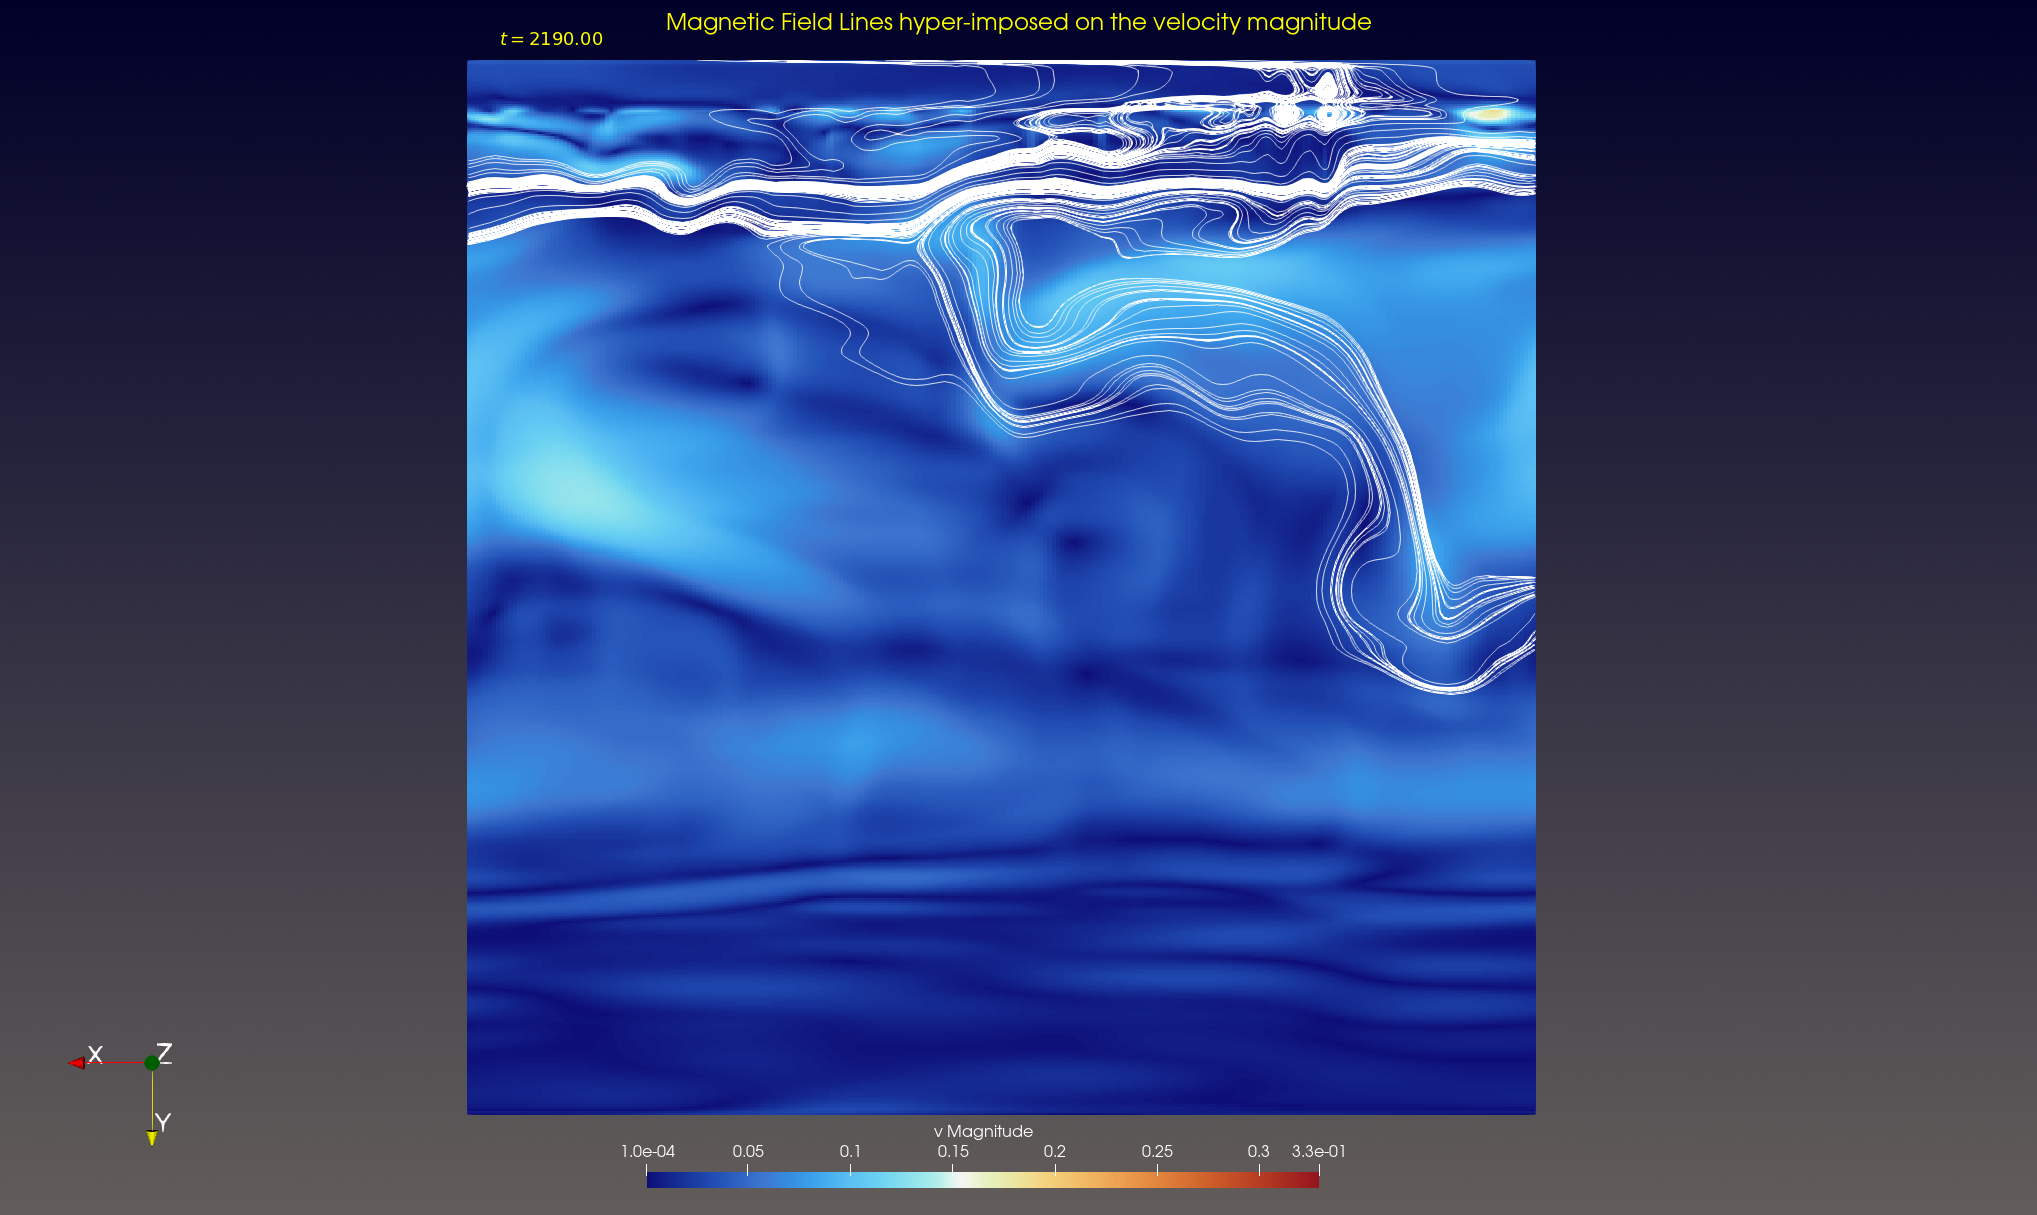 Magnetic Field Lines hyper-imposed on the velocity magnitude
t = 2190.00
X
Z
Y
v Magnitude
1.0e-04 0.05 0.1 0.15 0.2 0.25 0.3 3.3e-01